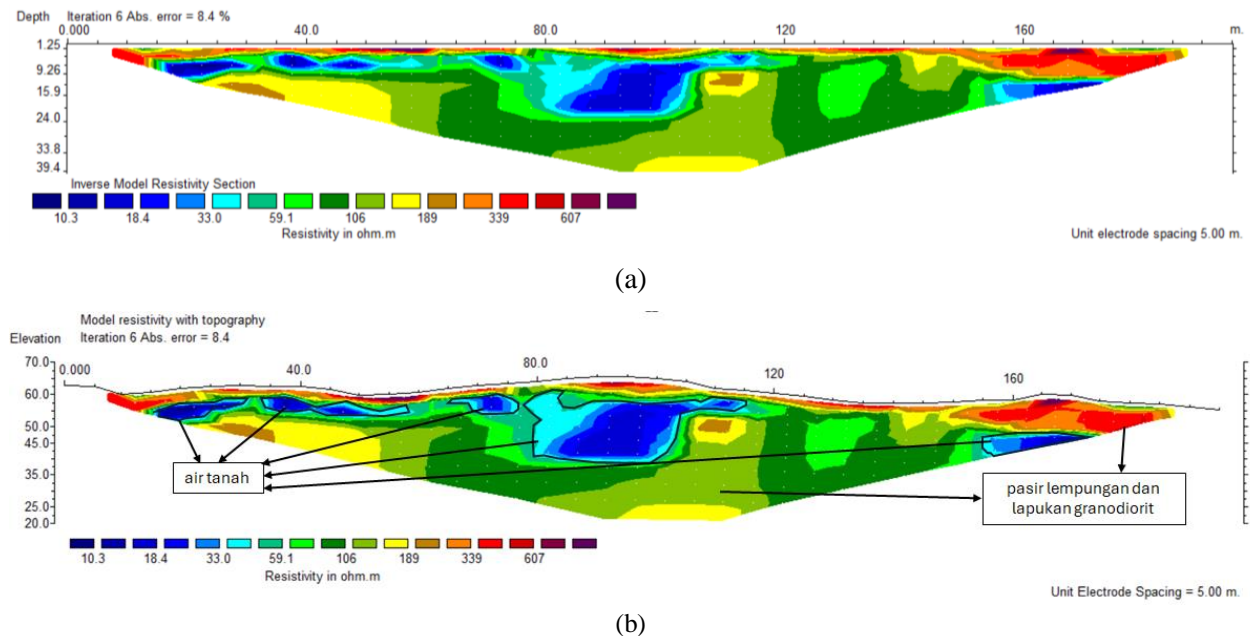 Depth Iteration 6 Abs. error = 8.4 %
0.000 40.0 80.0 120 160 m.
1.25
9.26
15.9
24.0
33.8
39.4
Inverse Model Resistivity Section
10.3 18.4 33.0 59.1 106 189 339 607
Resistivity in ohm.m
Unit electrode spacing 5.00 m.
(a)
Model resistivity with topography
Iteration 6 Abs. error = 8.4
Elevation
70.0
0.000 40.0 80.0 120 160
60.0
50.0
45.0
35.0
25.0
20.0
air tanah
pasir lempungan dan
lapukan granodiorit
10.3 18.4 33.0 59.1 106 189 339 607
Resistivity in ohm.m
Unit Electrode Spacing = 5.00 m.
(b)